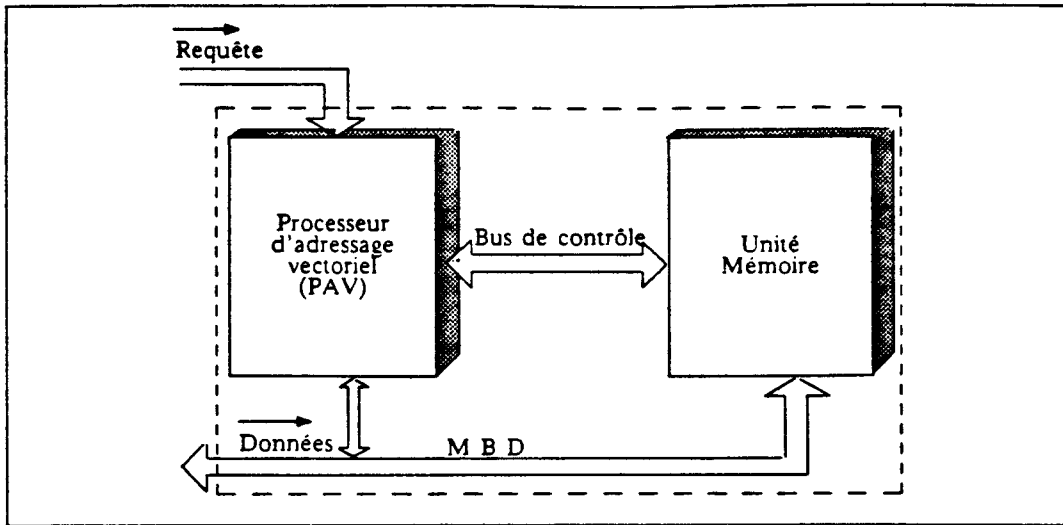 Requête
Processeur
d'adressage
vectoriel
(PAV)
Bus de contrôle
Unité
Mémoire
Données
M B D